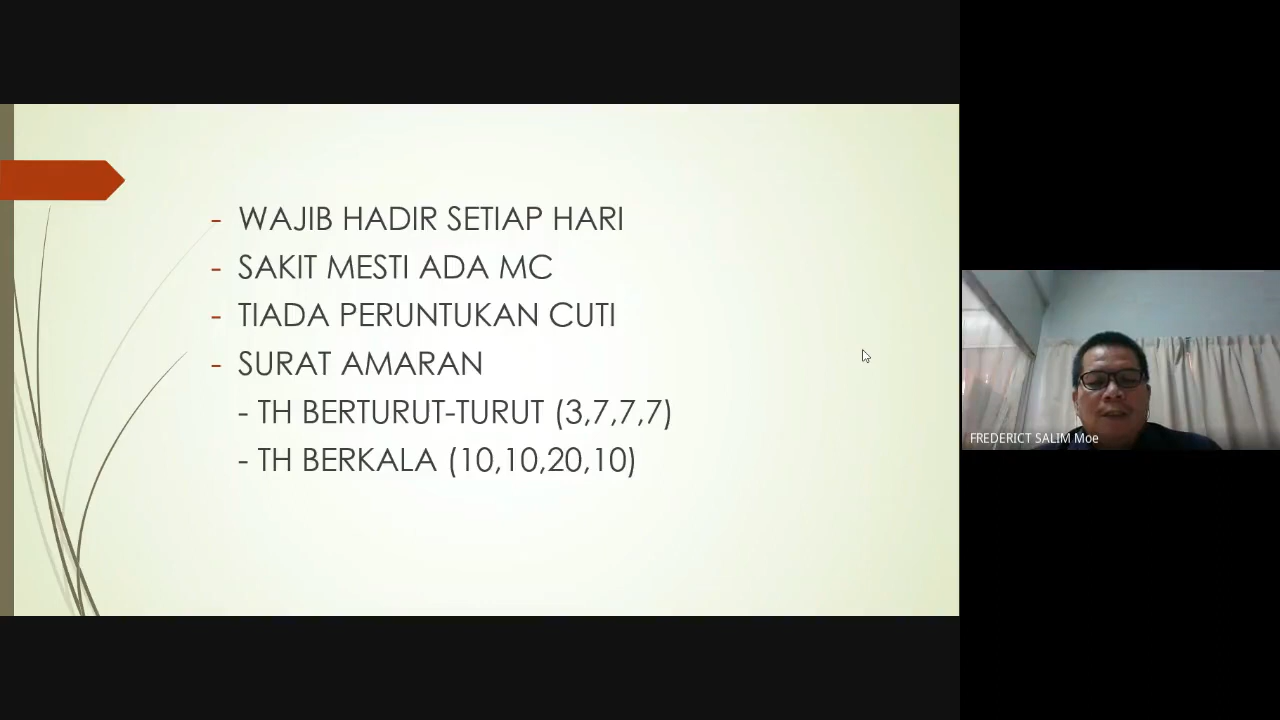 - WAJIB HADIR SETIAP HARI
- SAKIT MESTI ADA MC
- TIADA PERUNTUKAN CUTI
- SURAT AMARAN
- TH BERTURUT-TURUT (3,7,7,7)
- TH BERKALA (10,10,20,10)
FREDERICT SALIM Moe